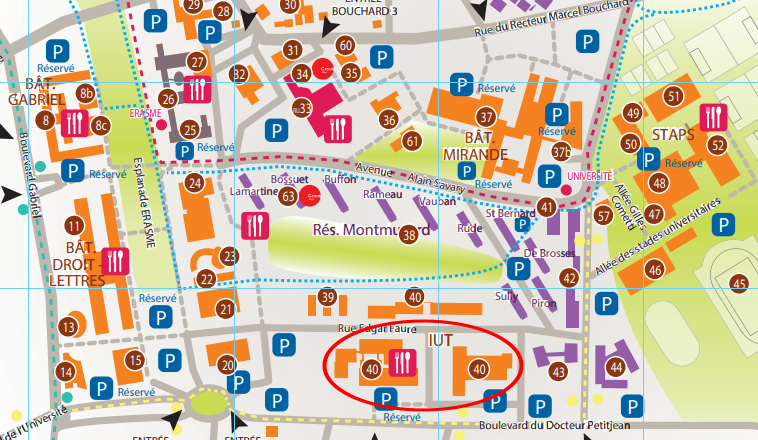 29
28
30
ENTRÉE
BOUCHARD 3
Rue du Recteur Marcel Bouchard
P
P
P
P
P
Réservé
31
60
27
32
34
35
BÂT.
GABRIEL
8b
8
8c
26
33
P
Réservé
51
ERASME
25
P
Réservé
P
36
61
37
BÂT.
MIRANDE
P
Réservé
37b
49
50
STAPS
52
P
Réservé
P
Réservé
Boulevard Gabriel
Esplanade ERASME
Avenue
Alain Savary
P
Réservé
P
UNIVERSITÉ
48
24
Lamartine
Bossuet
63
Buffon
Rameau
Vauban
St Bernard
41
57
47
Allée Gilles
Cometti
Allée des stades universitaires
11
BÂT.
DROIT
LETTRES
Rés. Montmu
38
Rude
P
P
De Brosses
P
23
22
42
46
45
Sully
Piron
Réservé
P
21
39
40
P
13
Rue Edgar Faure
IUT
15
14
P
20
P
P
40
40
43
44
P
Réservé
P
P
Réservé
P
P
P
de l'Université
Boulevard du Docteur Petitjean
ENTRÉE
ENTRÉE